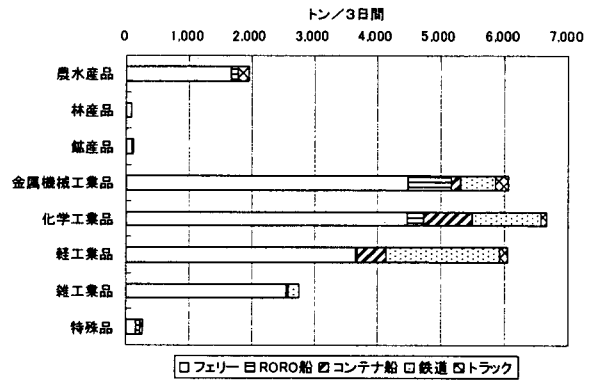 トン／3日間
0 1,000 2,000 3,000 4,000 5,000 6,000 7,000
農水産品
林産品
鉱産品
金属機械工業品
化学工業品
軽工業品
雑工業品
特殊品
フェリー RORO船 コンテナ船 鉄道 トラック